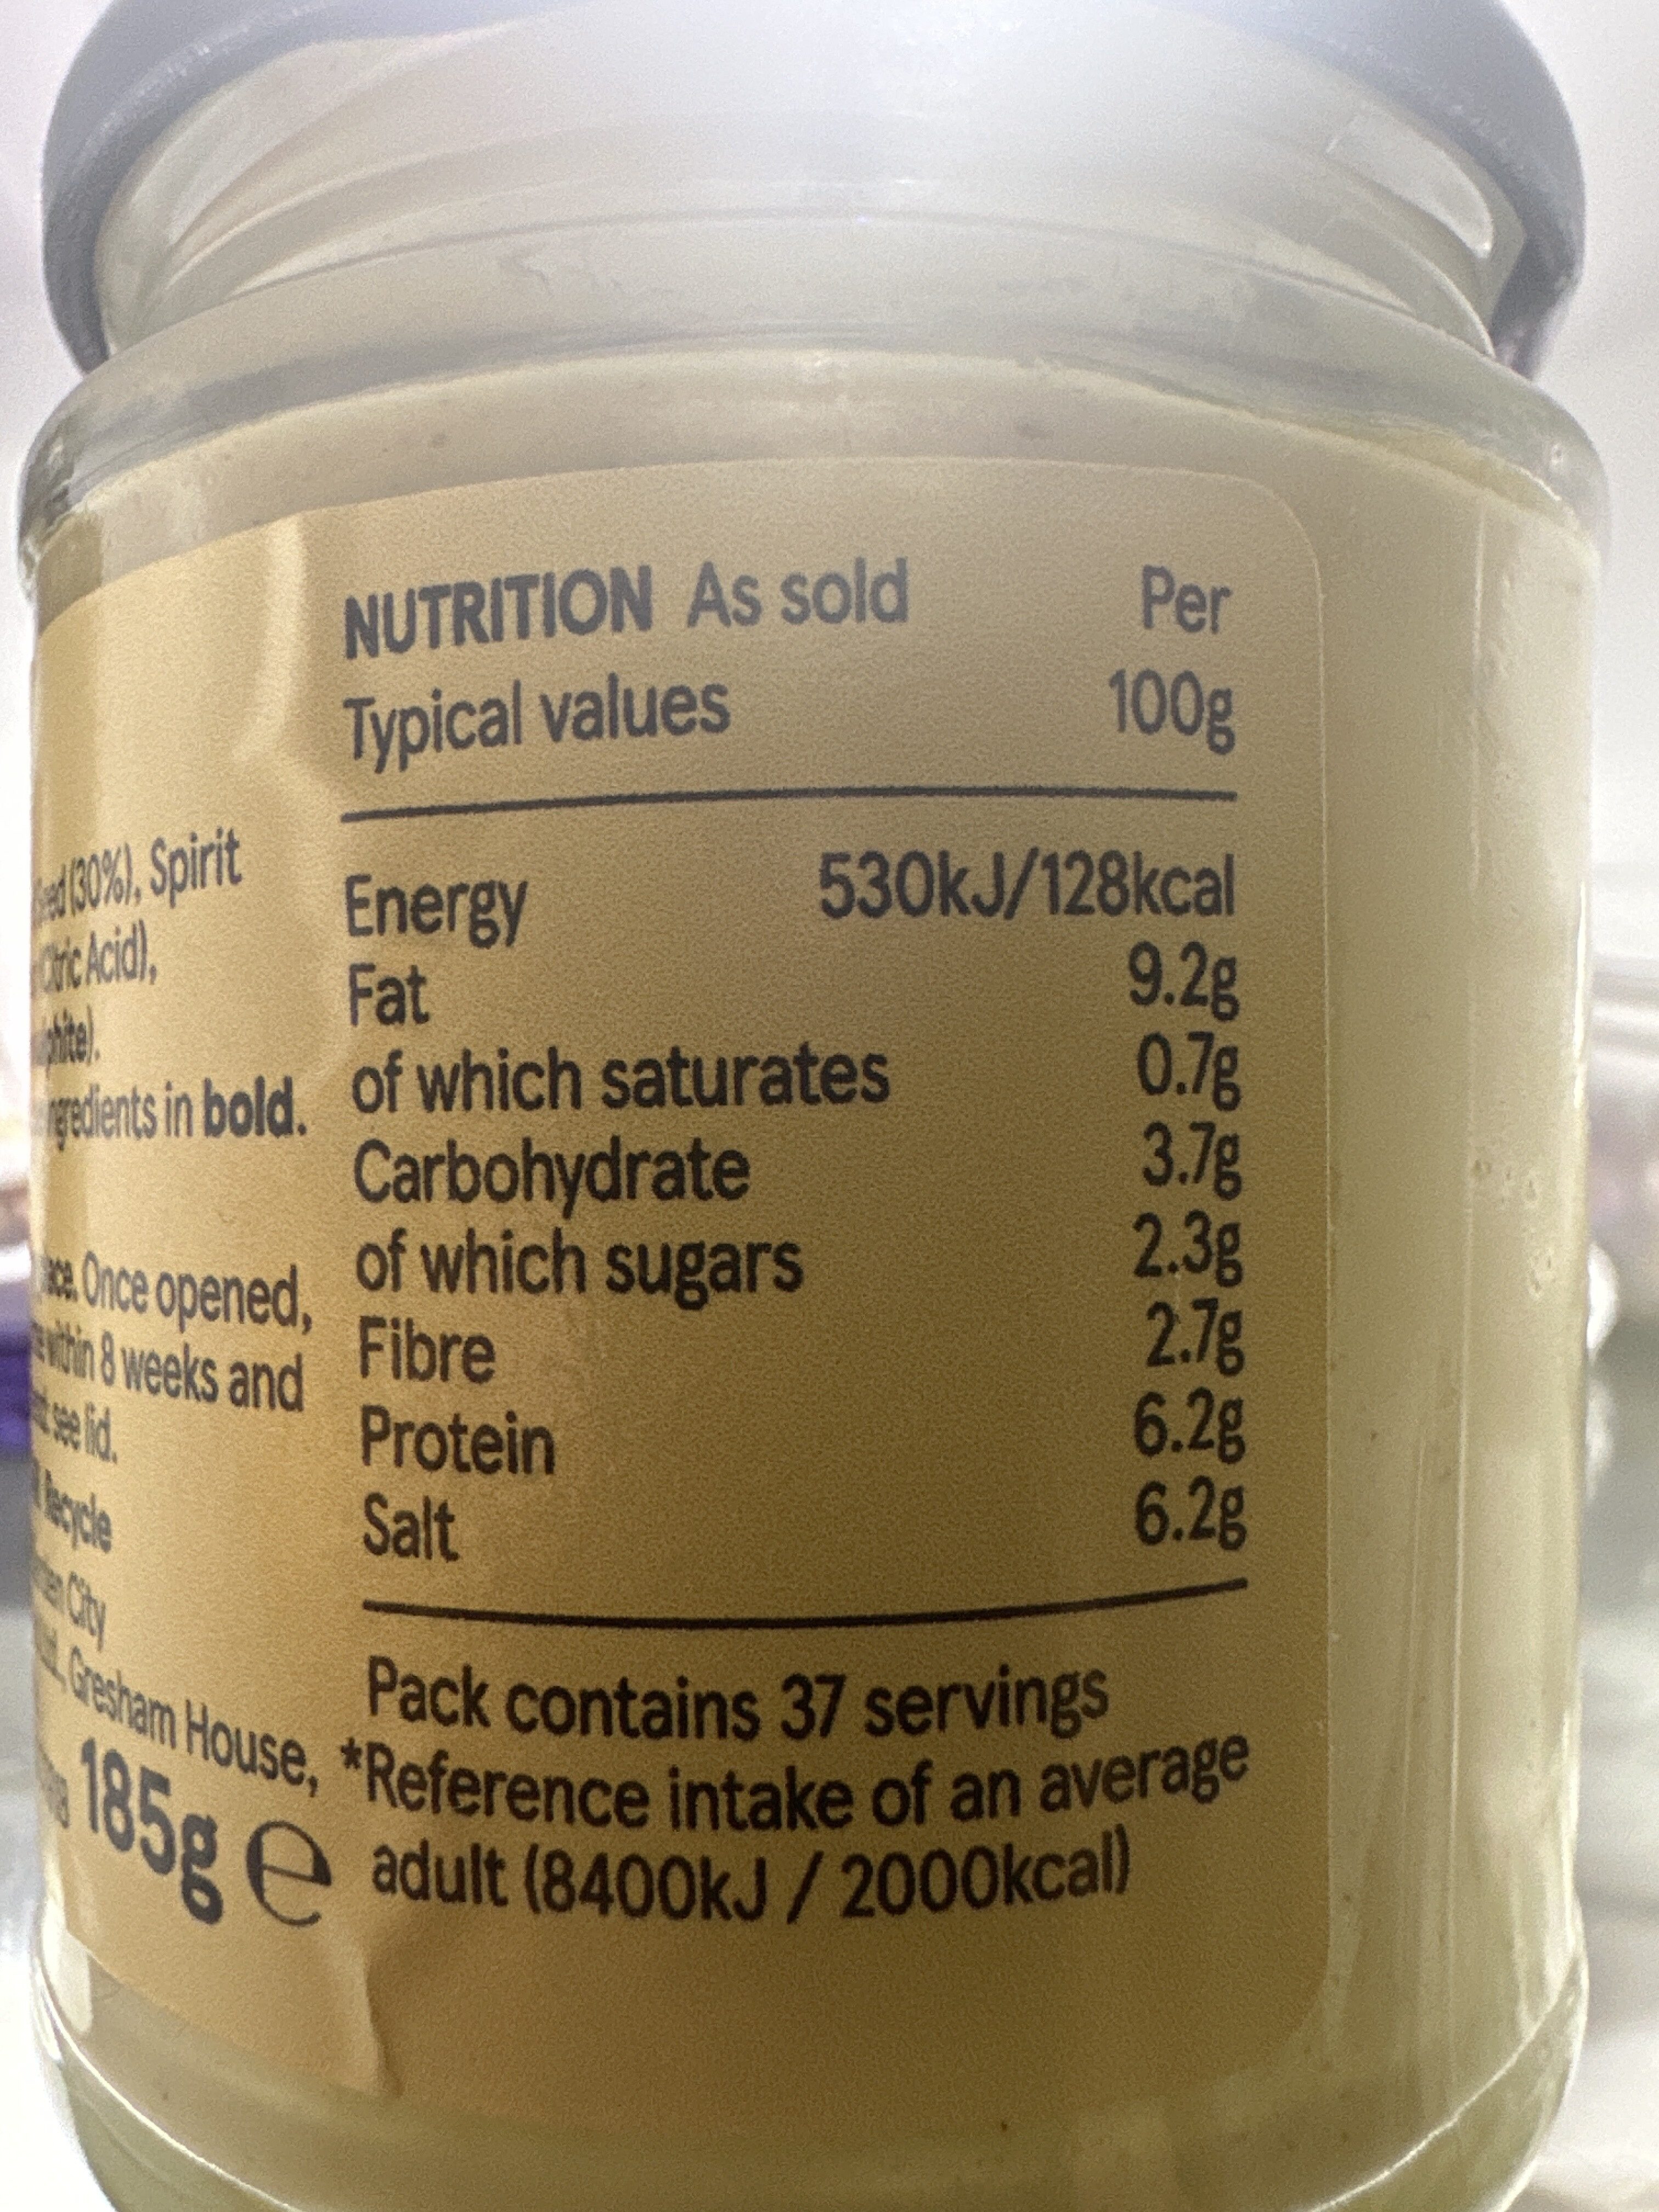 Seed (30%), Spirit
Citric Acid),
ingredients in bold.
Once opened,
within 8 weeks and
see lid.
Recycle
City
Gresham House,
185g e
NUTRITION As sold Per
Typical values 100g
Energy 530kJ/128kcal
Fat 9.2g
of which saturates 0.7g
Carbohydrate 3.7g
of which sugars 2.3g
Fibre 2.7g
Protein 6.2g
Salt 6.2g
Pack contains 37 servings
*Reference intake of an average
adult (8400kJ / 2000kcal)